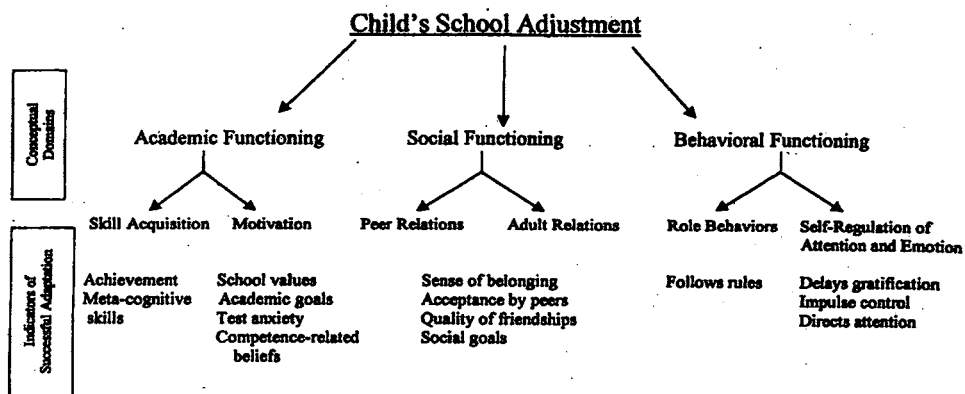 Child's School Adjustment
Conceptual
Domains
Academic Functioning
Social Functioning
Behavioral Functioning
Skill Acquisition
Motivation
Peer Relations
Adult Relations
Role Behaviors
Self-Regulation of
Attention and Emotion
Indicators of
Successful Adaptation
Achievement
Meta-cognitive
skills
School values
Academic goals
Test anxiety
Competence-related
beliefs
Sense of belonging
Acceptance by peers
Quality of friendships
Social goals
Follows rules
Delays gratification
Impulse control
Directs attention